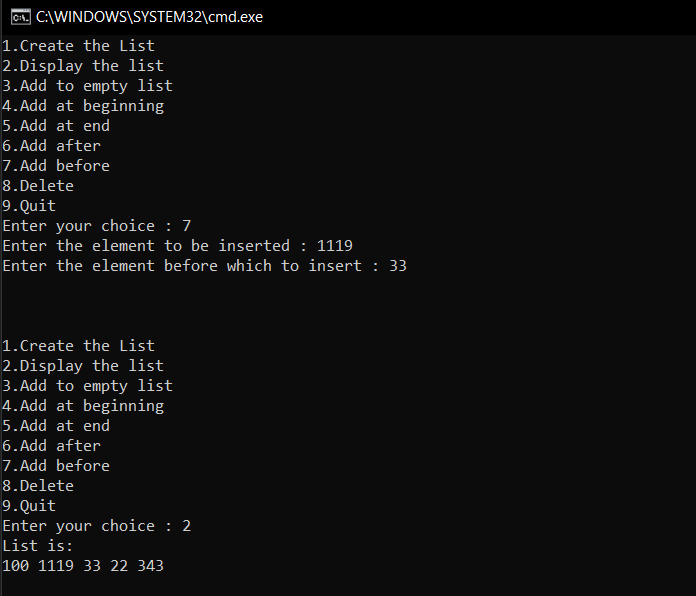 C:\WINDOWS\SYSTEM32\cmd.exe
1.Create the List
2.Display the list
3.Add to empty list
4.Add at beginning
5.Add at end
6.Add after
7.Add before
8.Delete
9.Quit
Enter your choice : 7
Enter the element to be inserted : 1119
Enter the element before which to insert : 33
1.Create the List
2.Display the list
3.Add to empty list
4.Add at beginning
5.Add at end
6.Add after
7.Add before
8.Delete
9.Quit
Enter your choice : 2
List is:
100 1119 33 22 343